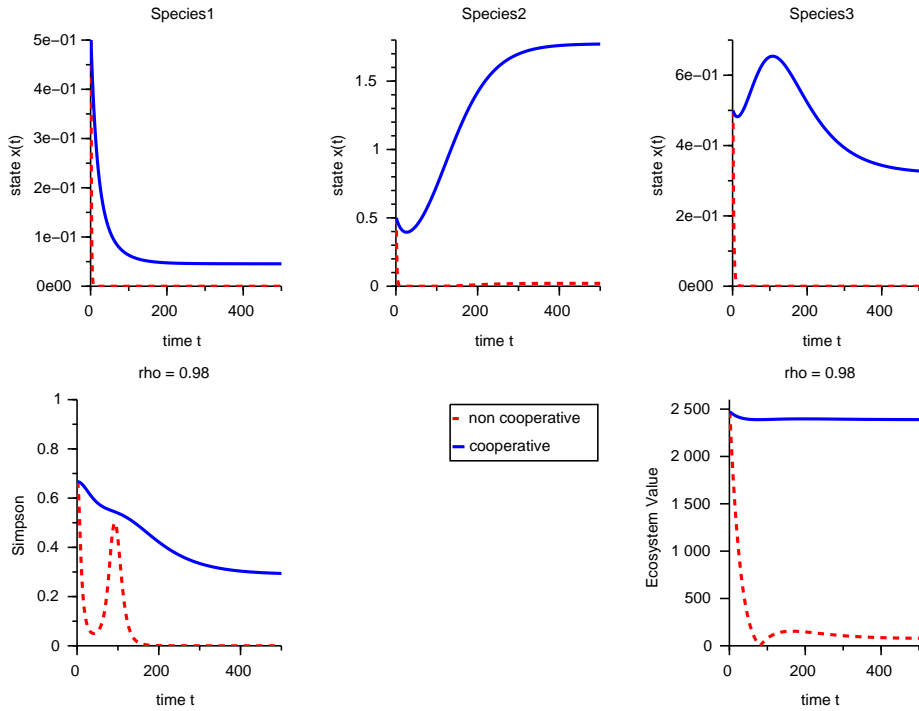 Species1
Species2
Species3
state x(t)
5e−01
4e−01
3e−01
5e−01
1e−01
0e00
0
200
400
time t
state x(t)
1.5
1
0.5
0
0
200
400
time t
state x(t)
6e−01
4e−01
2e−01
0e00
0
200
400
time t
rho = 0.98
Simpson
1
0.8
0.6
0.4
0.2
0
0
200
400
time t
non cooperative
cooperative
rho = 0.98
Ecosystem Value
2 500
2 000
1 500
1 000
500
0
0
200
400
time t